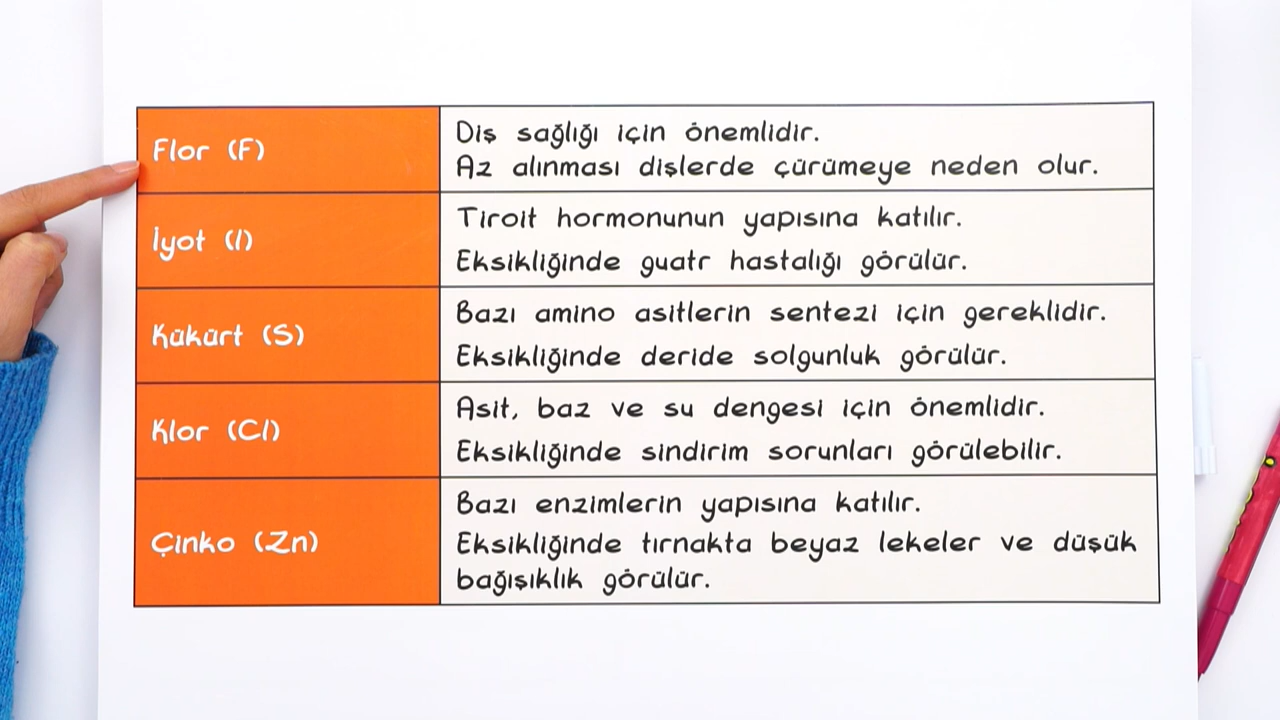 Flor (F)
Diş sağlığı için önemlidir.
Az alınması dişlerde çürümeye neden olur.
İyot (I)
Tiroit hormonunun yapısına katılır.
Eksikliğinde guatr hastalığı görülür.
Kükürt (S)
Bazı amino asitlerin sentezi için gereklidir.
Eksikliğinde deride solgunluk görülür.
Klor (Cl)
Asit, baz ve su dengesi için önemlidir.
Eksikliğinde sindirim sorunları görülebilir.
Çinko (Zn)
Bazı enzimlerin yapısına katılır.
Eksikliğinde tırnakta beyaz lekeler ve düşük
bağışıklık görülür.